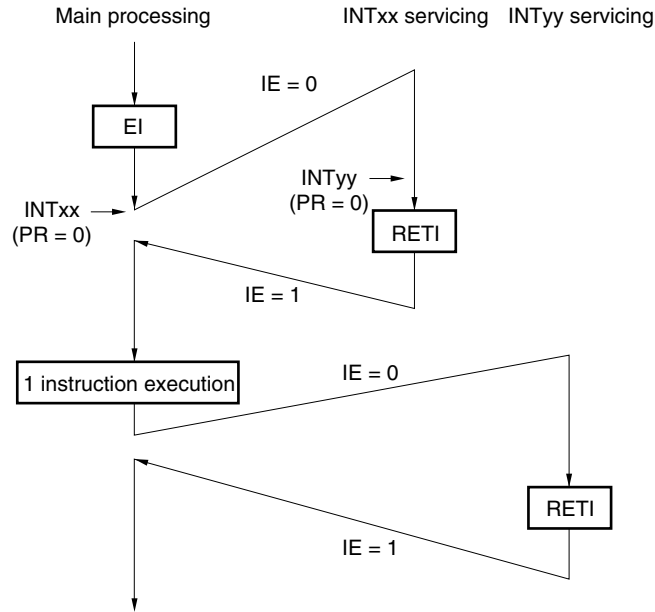 Main processing INTxx servicing INTyy servicing
IE = 0
EI
INTyy
(PR = 0)
INTxx
(PR = 0)
RETI
IE = 1
1 instruction execution
IE = 0
RETI
IE = 1